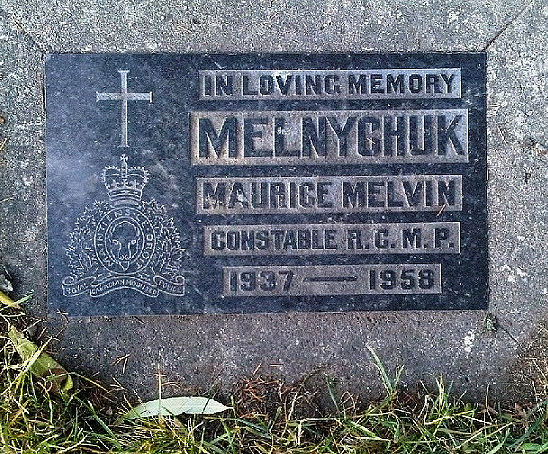 IN LOVING MEMORY
MELNYCHUK
MAURICE MELVIN
CONSTABLE R.C.M.P.
1937 — 1958